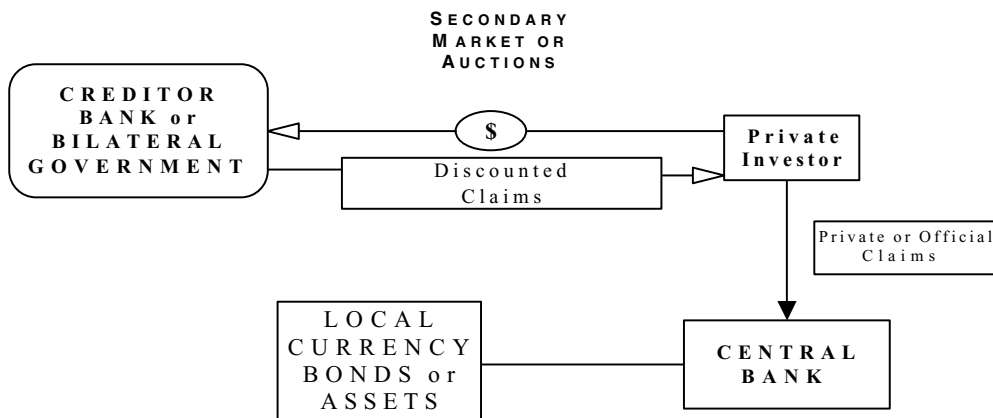 SECONDARY
MARKET OR
AUCTIONS
CREDITOR
BANK or
BILATERAL
GOVERNMENT
$
Private
Investor
Discounted
Claims
Private or Official
Claims
LOCAL
CURRENCY
BONDS or
ASSETS
CENTRAL
BANK